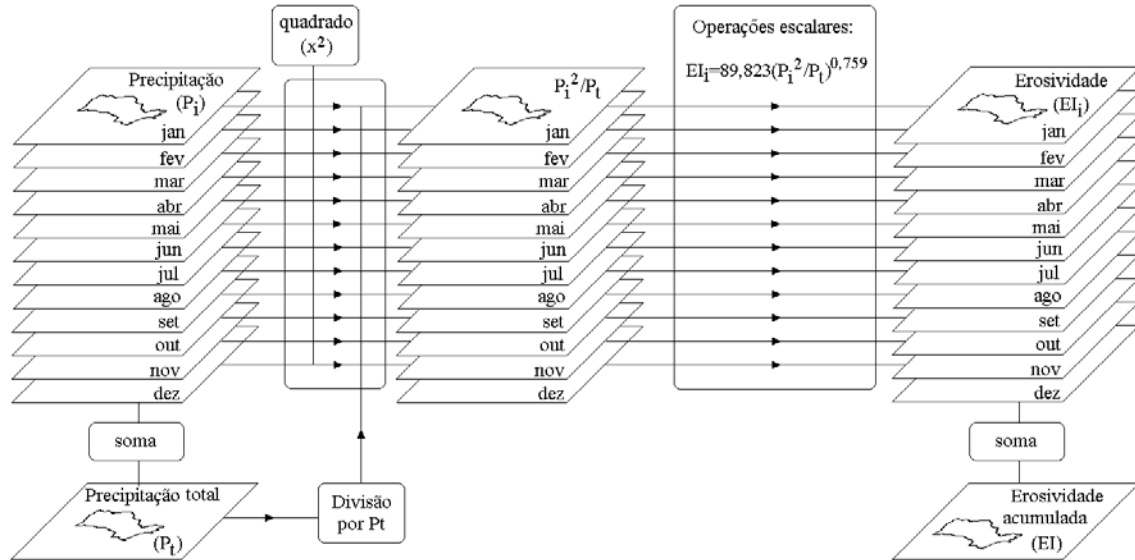 quadrado
(x²)
Operações escalares:
EIi=89,823(Pi²/Pt)^0,759
Precipitação
(Pi)
jan
fev
mar
abr
mai
jun
jul
ago
set
out
nov
dez
Pi²/Pt
jan
fev
mar
abr
mai
jun
jul
ago
set
out
nov
dez
Erosividade
(EIi)
jan
fev
mar
abr
mai
jun
jul
ago
set
out
nov
dez
soma
Precipitação total
(Pt)
Divisão
por Pt
soma
Erosividade
acumulada
(EI)